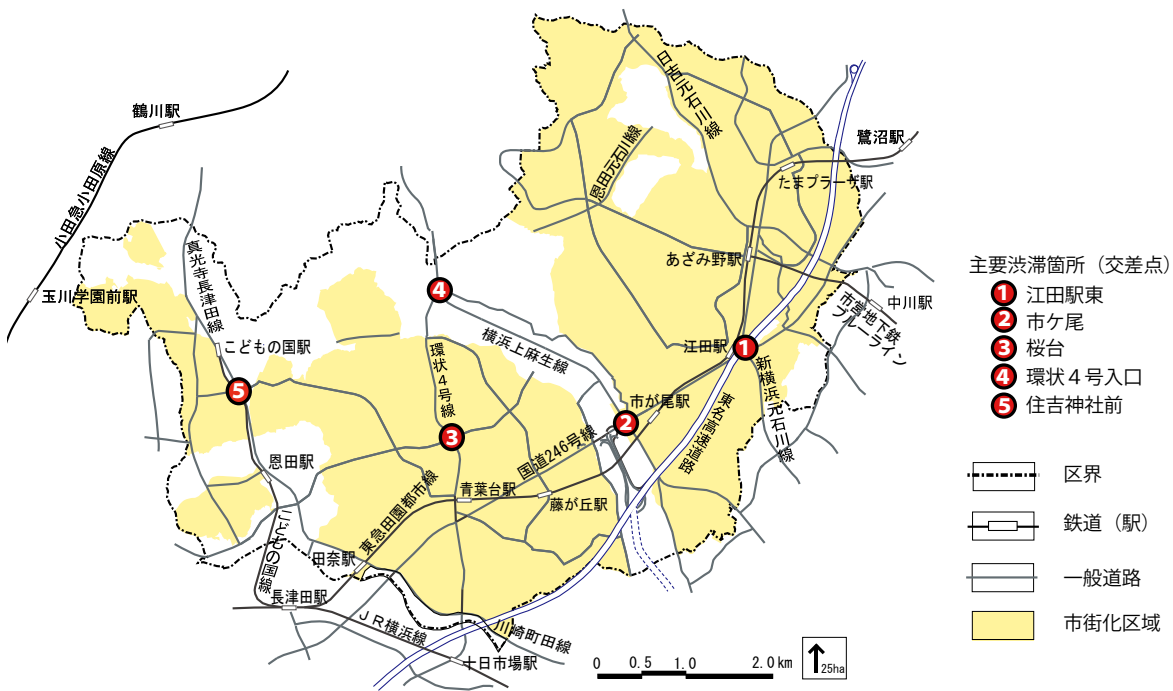 鶴川駅
小田急小田原線
玉川学園前駅
真光寺長津田線
こどもの国駅
恩田駅
こどもの国線
長津田駅
田奈駅
東急田園都市線
JR横浜線
十日市場駅
川崎町田線
青葉台駅
藤が丘駅
国道246号線
環状4号線
横浜上麻生線
市が尾駅
江田駅
東名高速道路
新横浜元石川線
あざみ野駅
中川駅
市営地下鉄
ブルーライン
たまプラーザ駅
鷺沼駅
日吉元石川線
恩田元石川線
1
2
3
4
5
主要渋滞箇所（交差点）
1 江田駅東
2 市ケ尾
3 桜台
4 環状４号入口
5 住吉神社前
区界
鉄道（駅）
一般道路
市街化区域
0 0.5 1.0 2.0km
25ha